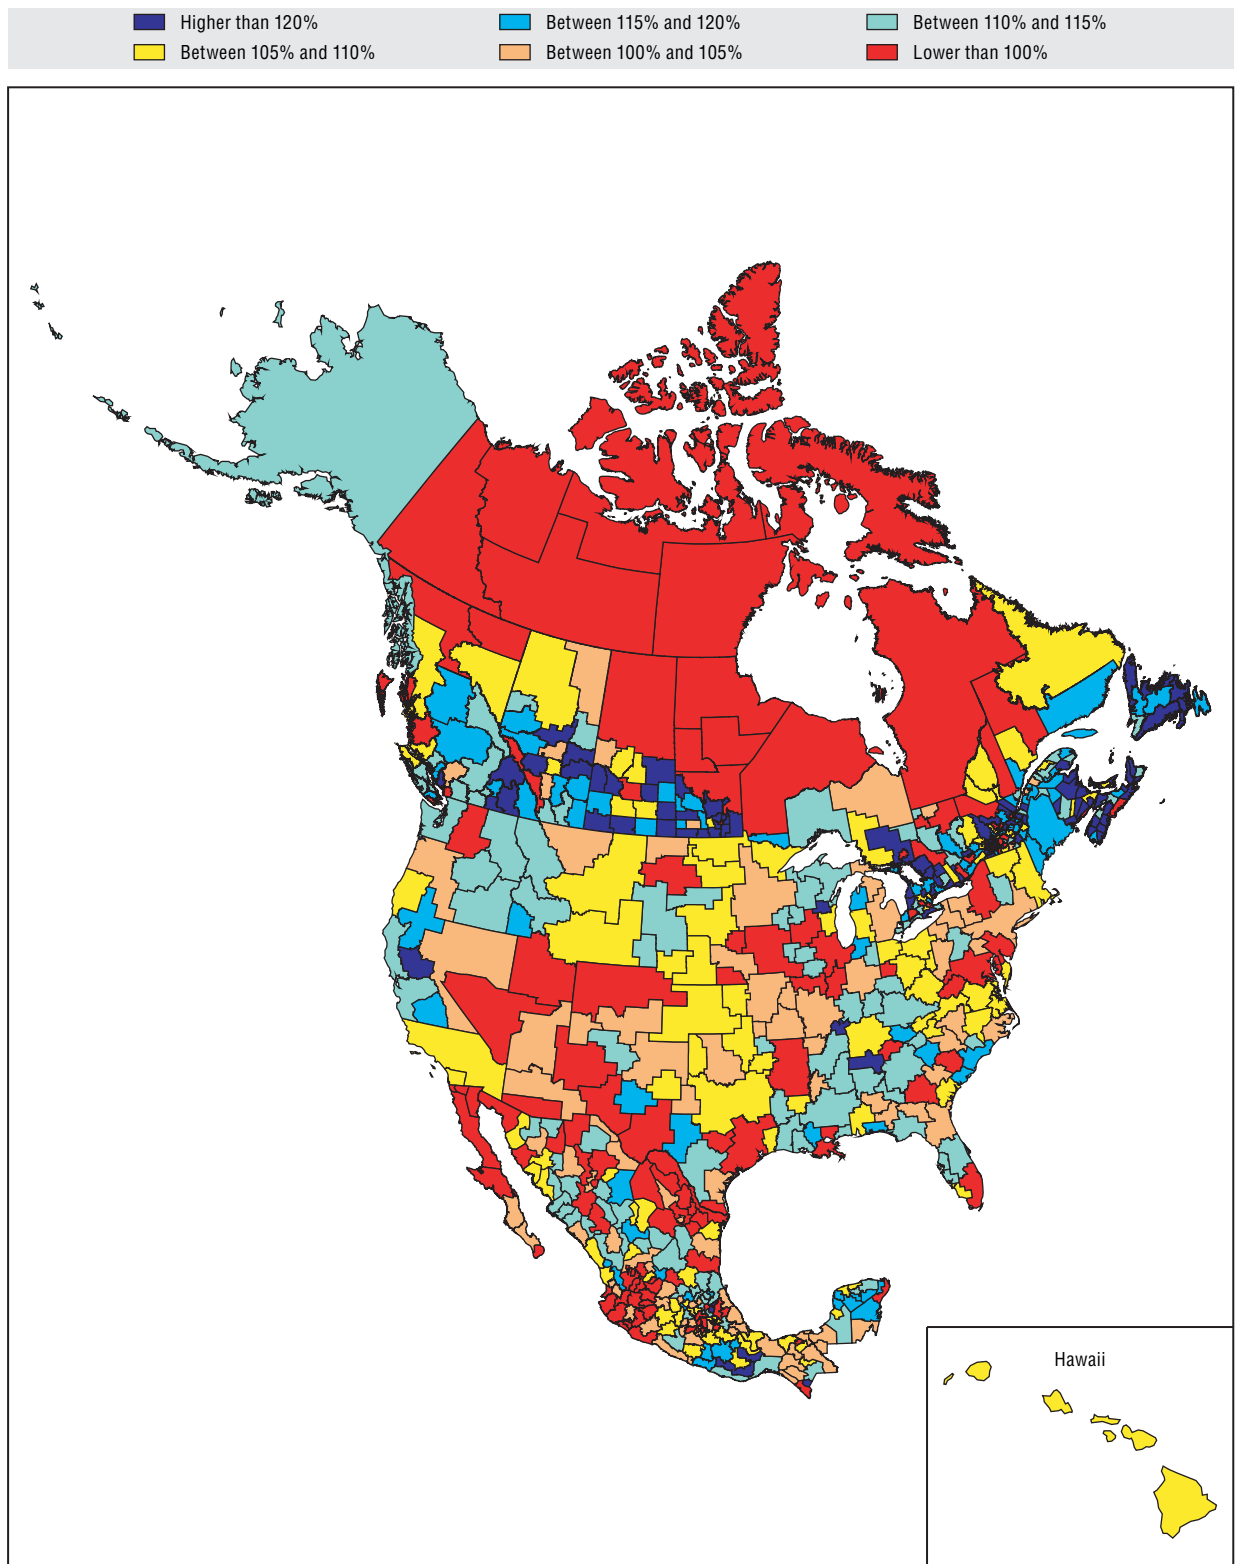 Higher than 120% Between 115% and 120% Between 110% and 115%
Between 105% and 110% Between 100% and 105% Lower than 100%
Hawaii